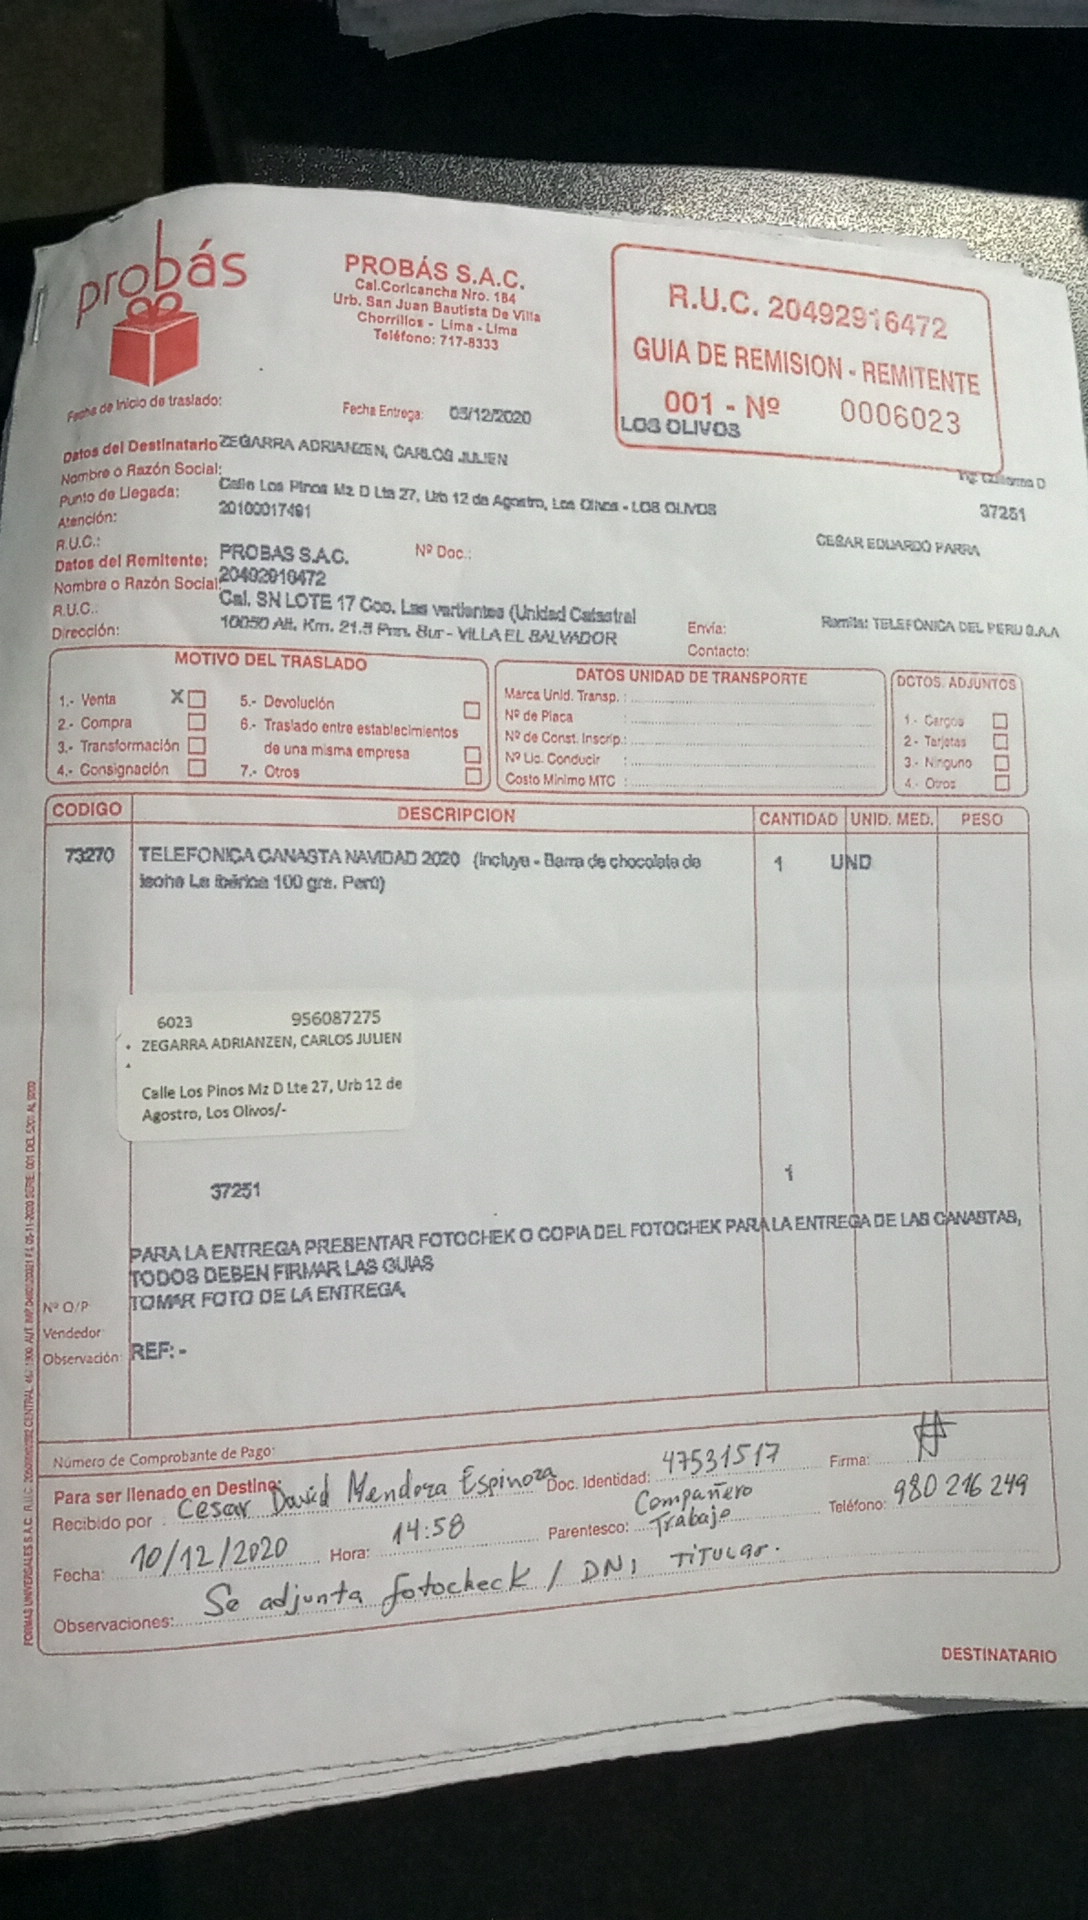 probás
PROBÁS S.A.C.
Cal.Coricancha Nro. 184
Urb. San Juan Bautista De Villa
Chorrillos - Lima - Lima
Teléfono: 717-8333
R.U.C. 20492916472
GUIA DE REMISION - REMITENTE
001 - Nº 0006023
LOS OLIVOS
Fecha de Inicio de traslado:
Fecha Entrega: 05/12/2020
Datos del Destinatario ZEGARRA ADRIANZEN, CARLOS JULIEN
Nombre o Razón Social:
Punto de Llegada: Calle Los Pinos Mz D Lte 27, Urb 12 de Agostro, Los Olivos - LOS OLIVOS
37251
Atención: 20100017491
R.U.C.:
CESAR EDUARDO PARRA
Datos del Remitente: PROBAS S.A.C. Nº Doc.:
Nombre o Razón Social: 20492916472
R.U.C.: Cal. SN LOTE 17 Coo. Las vertientes (Unidad Catastral
Dirección: 10050 Alt. Km. 21.5 Pan. Sur - VILLA EL SALVADOR
Envía: Remite: TELEFONICA DEL PERU S.A.A
Contacto:
MOTIVO DEL TRASLADO
1.- Venta X
2.- Compra
3.- Transformación
4.- Consignación
5.- Devolución
6.- Traslado entre establecimientos
de una misma empresa
7.- Otros
DATOS UNIDAD DE TRANSPORTE
Marca Unid. Transp. :
Nº de Placa :
Nº de Const. Inscrip.:
Nº Lic. Conducir :
Costo Minimo MTC :
DCTOS. ADJUNTOS
1 - Cargos
2 - Tarjetas
3 - Ninguno
4 - Otros
CODIGO DESCRIPCION CANTIDAD UNID. MED. PESO
73270 TELEFONICA CANASTA NAVIDAD 2020 (Incluye - Barra de chocolate de 1 UND
leche La Ibérica 100 grs. Perú)
6023 956087275
ZEGARRA ADRIANZEN, CARLOS JULIEN
Calle Los Pinos Mz D Lte 27, Urb 12 de
Agostro, Los Olivos/-
37251 1
PARA LA ENTREGA PRESENTAR FOTOCHEK O COPIA DEL FOTOCHEK PARA LA ENTREGA DE LAS CANASTAS,
TODOS DEBEN FIRMAR LAS GUIAS
TOMAR FOTO DE LA ENTREGA
Nº O/P
Vendedor
Observación: REF: -
Número de Comprobante de Pago:
Para ser llenado en Destino:
Recibido por : Cesar David Mendoza Espinoza Doc. Identidad: 47531517 Firma:
Fecha: 10/12/2020 Hora: 14:58 Parentesco: Compañero Trabajo Teléfono: 980 216 249
Observaciones: Se adjunta fotocheck / DNi TiTULar.
DESTINATARIO